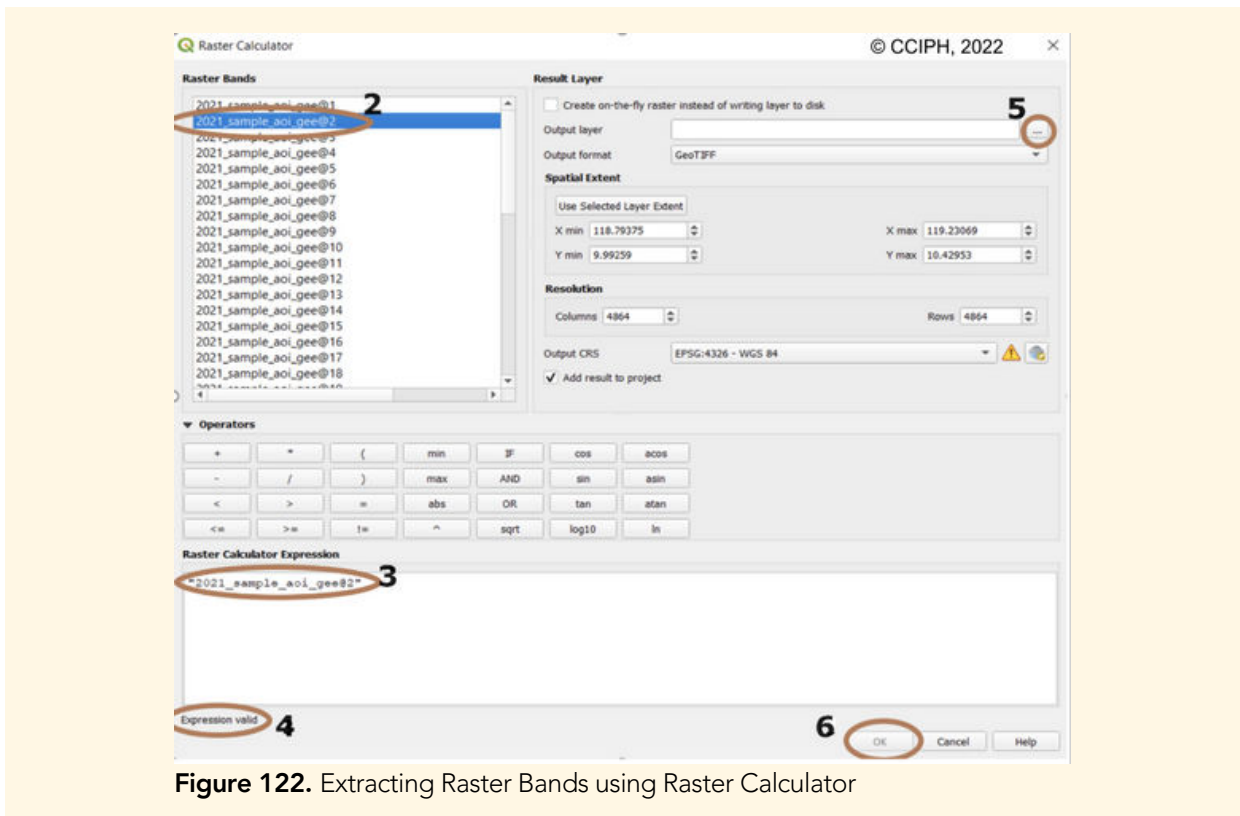 Raster Calculator
© CCIPH, 2022
Raster Bands
2021_sample_aoi_gee@1
2
2021_sample_aoi_gee@2
2021_sample_aoi_gee@3
2021_sample_aoi_gee@4
2021_sample_aoi_gee@5
2021_sample_aoi_gee@6
2021_sample_aoi_gee@7
2021_sample_aoi_gee@8
2021_sample_aoi_gee@9
2021_sample_aoi_gee@10
2021_sample_aoi_gee@11
2021_sample_aoi_gee@12
2021_sample_aoi_gee@13
2021_sample_aoi_gee@14
2021_sample_aoi_gee@15
2021_sample_aoi_gee@16
2021_sample_aoi_gee@17
2021_sample_aoi_gee@18
Result Layer
Create on-the-fly raster instead of writing layer to disk
5
Output layer ...
Output format GeoTIFF
Spatial Extent
Use Selected Layer Extent
X min 118.79375 X max 119.23069
Y min 9.99259 Y max 10.42953
Resolution
Columns 4864 Rows 4864
Output CRS EPSG:4326 - WGS 84
Add result to project
Operators
+ * ( min IF cos acos
- / ) max AND sin asin
< > = abs OR tan atan
<= >= != ^ sqrt log10 ln
Raster Calculator Expression
"2021_sample_aoi_gee@2" 3
Expression valid 4
6 OK Cancel Help
Figure 122. Extracting Raster Bands using Raster Calculator